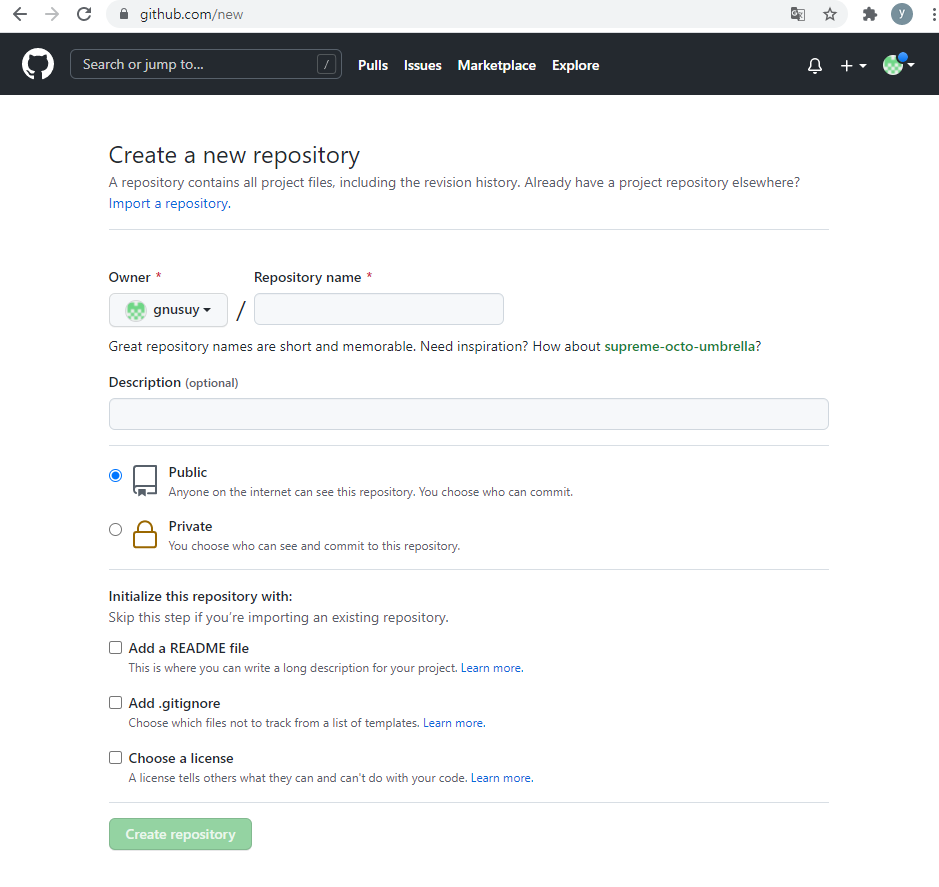 github.com/new
y
Search or jump to... /
Pulls Issues Marketplace Explore
Create a new repository
A repository contains all project files, including the revision history. Already have a project repository elsewhere?
Import a repository.
Owner * Repository name *
gnusuy /
Great repository names are short and memorable. Need inspiration? How about supreme-octo-umbrella?
Description (optional)
Public
Anyone on the internet can see this repository. You choose who can commit.
Private
You choose who can see and commit to this repository.
Initialize this repository with:
Skip this step if you're importing an existing repository.
Add a README file
This is where you can write a long description for your project. Learn more.
Add .gitignore
Choose which files not to track from a list of templates. Learn more.
Choose a license
A license tells others what they can and can't do with your code. Learn more.
Create repository